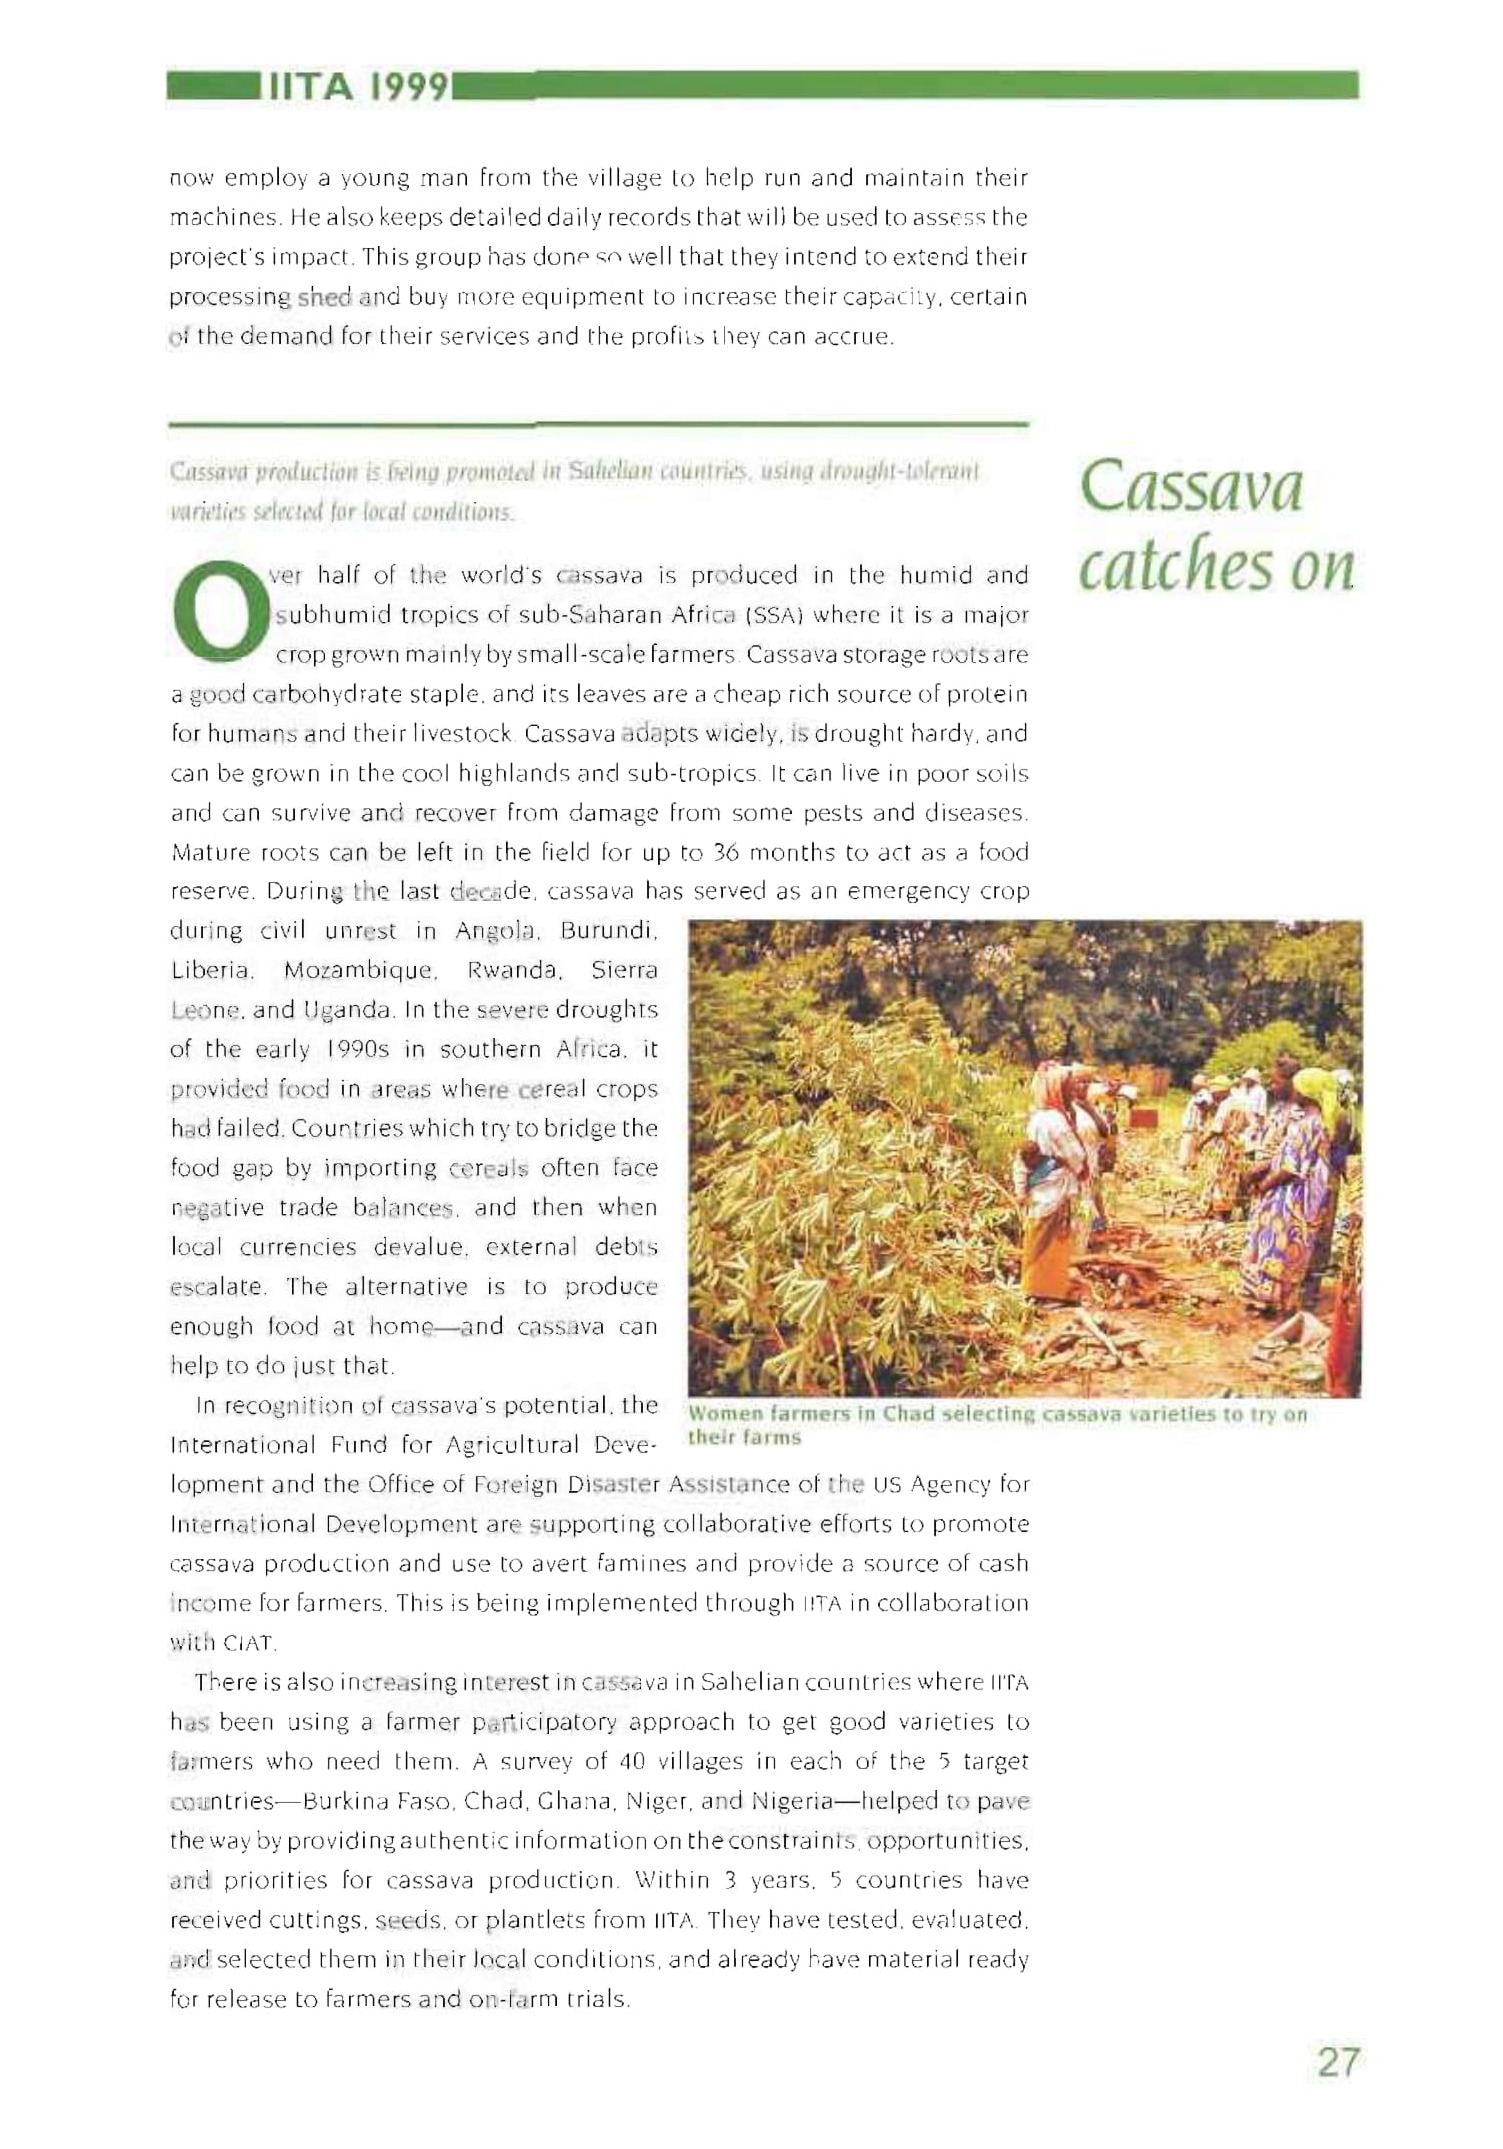 IITA 1999
now employ a young man from the village to help run and maintain their
machines. He also keeps detailed daily records that will be used to assess the
project's impact. This group has done so well that they intend to extend their
processing shed and buy more equipment to increase their capacity, certain
of the demand for their services and the profits they can accrue.
Cassava production is being promoted in Sahelian countries, using drought-tolerant
varieties selected for local conditions.
Cassava
catches on
Over half of the world's cassava is produced in the humid and
subhumid tropics of sub-Saharan Africa (SSA) where it is a major
crop grown mainly by small-scale farmers. Cassava storage roots are
a good carbohydrate staple, and its leaves are a cheap rich source of protein
for humans and their livestock. Cassava adapts widely, is drought hardy, and
can be grown in the cool highlands and sub-tropics. It can live in poor soils
and can survive and recover from damage from some pests and diseases.
Mature roots can be left in the field for up to 36 months to act as a food
reserve. During the last decade, cassava has served as an emergency crop
during civil unrest in Angola, Burundi,
Liberia, Mozambique, Rwanda, Sierra
Leone, and Uganda. In the severe droughts
of the early 1990s in southern Africa, it
provided food in areas where cereal crops
had failed. Countries which try to bridge the
food gap by importing cereals often face
negative trade balances, and then when
local currencies devalue, external debts
escalate. The alternative is to produce
enough food at home—and cassava can
help to do just that.
In recognition of cassava's potential, the
International Fund for Agricultural Deve-
lopment and the Office of Foreign Disaster Assistance of the US Agency for
International Development are supporting collaborative efforts to promote
cassava production and use to avert famines and provide a source of cash
income for farmers. This is being implemented through IITA in collaboration
with CIAT.
Women farmers in Chad selecting cassava varieties to try on
their farms
There is also increasing interest in cassava in Sahelian countries where IITA
has been using a farmer participatory approach to get good varieties to
farmers who need them. A survey of 40 villages in each of the 5 target
countries—Burkina Faso, Chad, Ghana, Niger, and Nigeria—helped to pave
the way by providing authentic information on the constraints, opportunities,
and priorities for cassava production. Within 3 years, 5 countries have
received cuttings, seeds, or plantlets from IITA. They have tested, evaluated,
and selected them in their local conditions, and already have material ready
for release to farmers and on-farm trials.
27